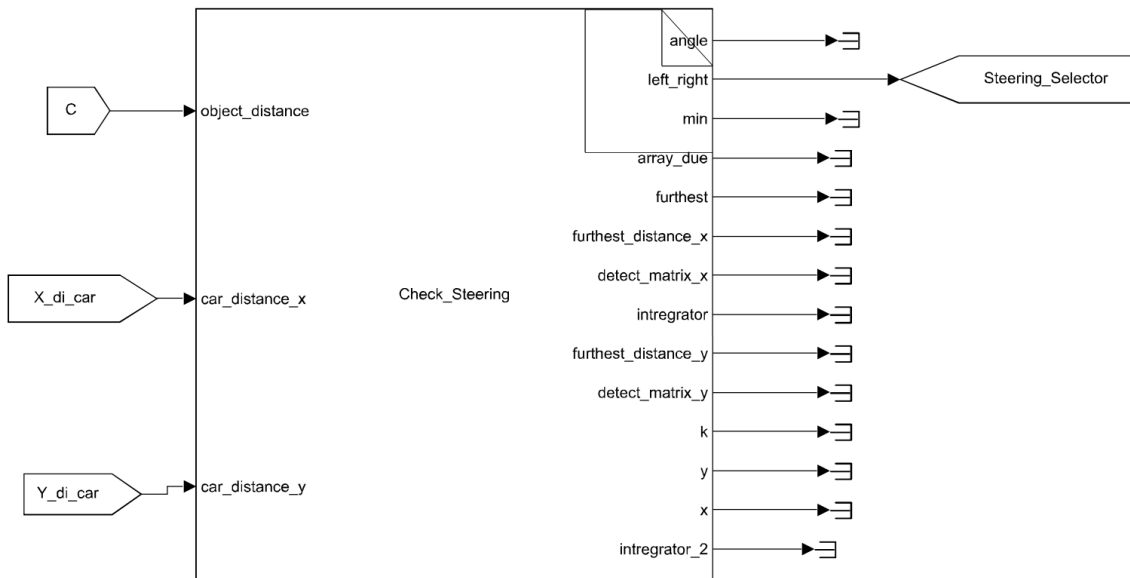 angle
left_right
Steering_Selector
C
object_distance
min
array_due
furthest
furthest_distance_x
detect_matrix_x
X_di_car
car_distance_x
Check_Steering
intregrator
furthest_distance_y
detect_matrix_y
k
y
Y_di_car
car_distance_y
x
intregrator_2